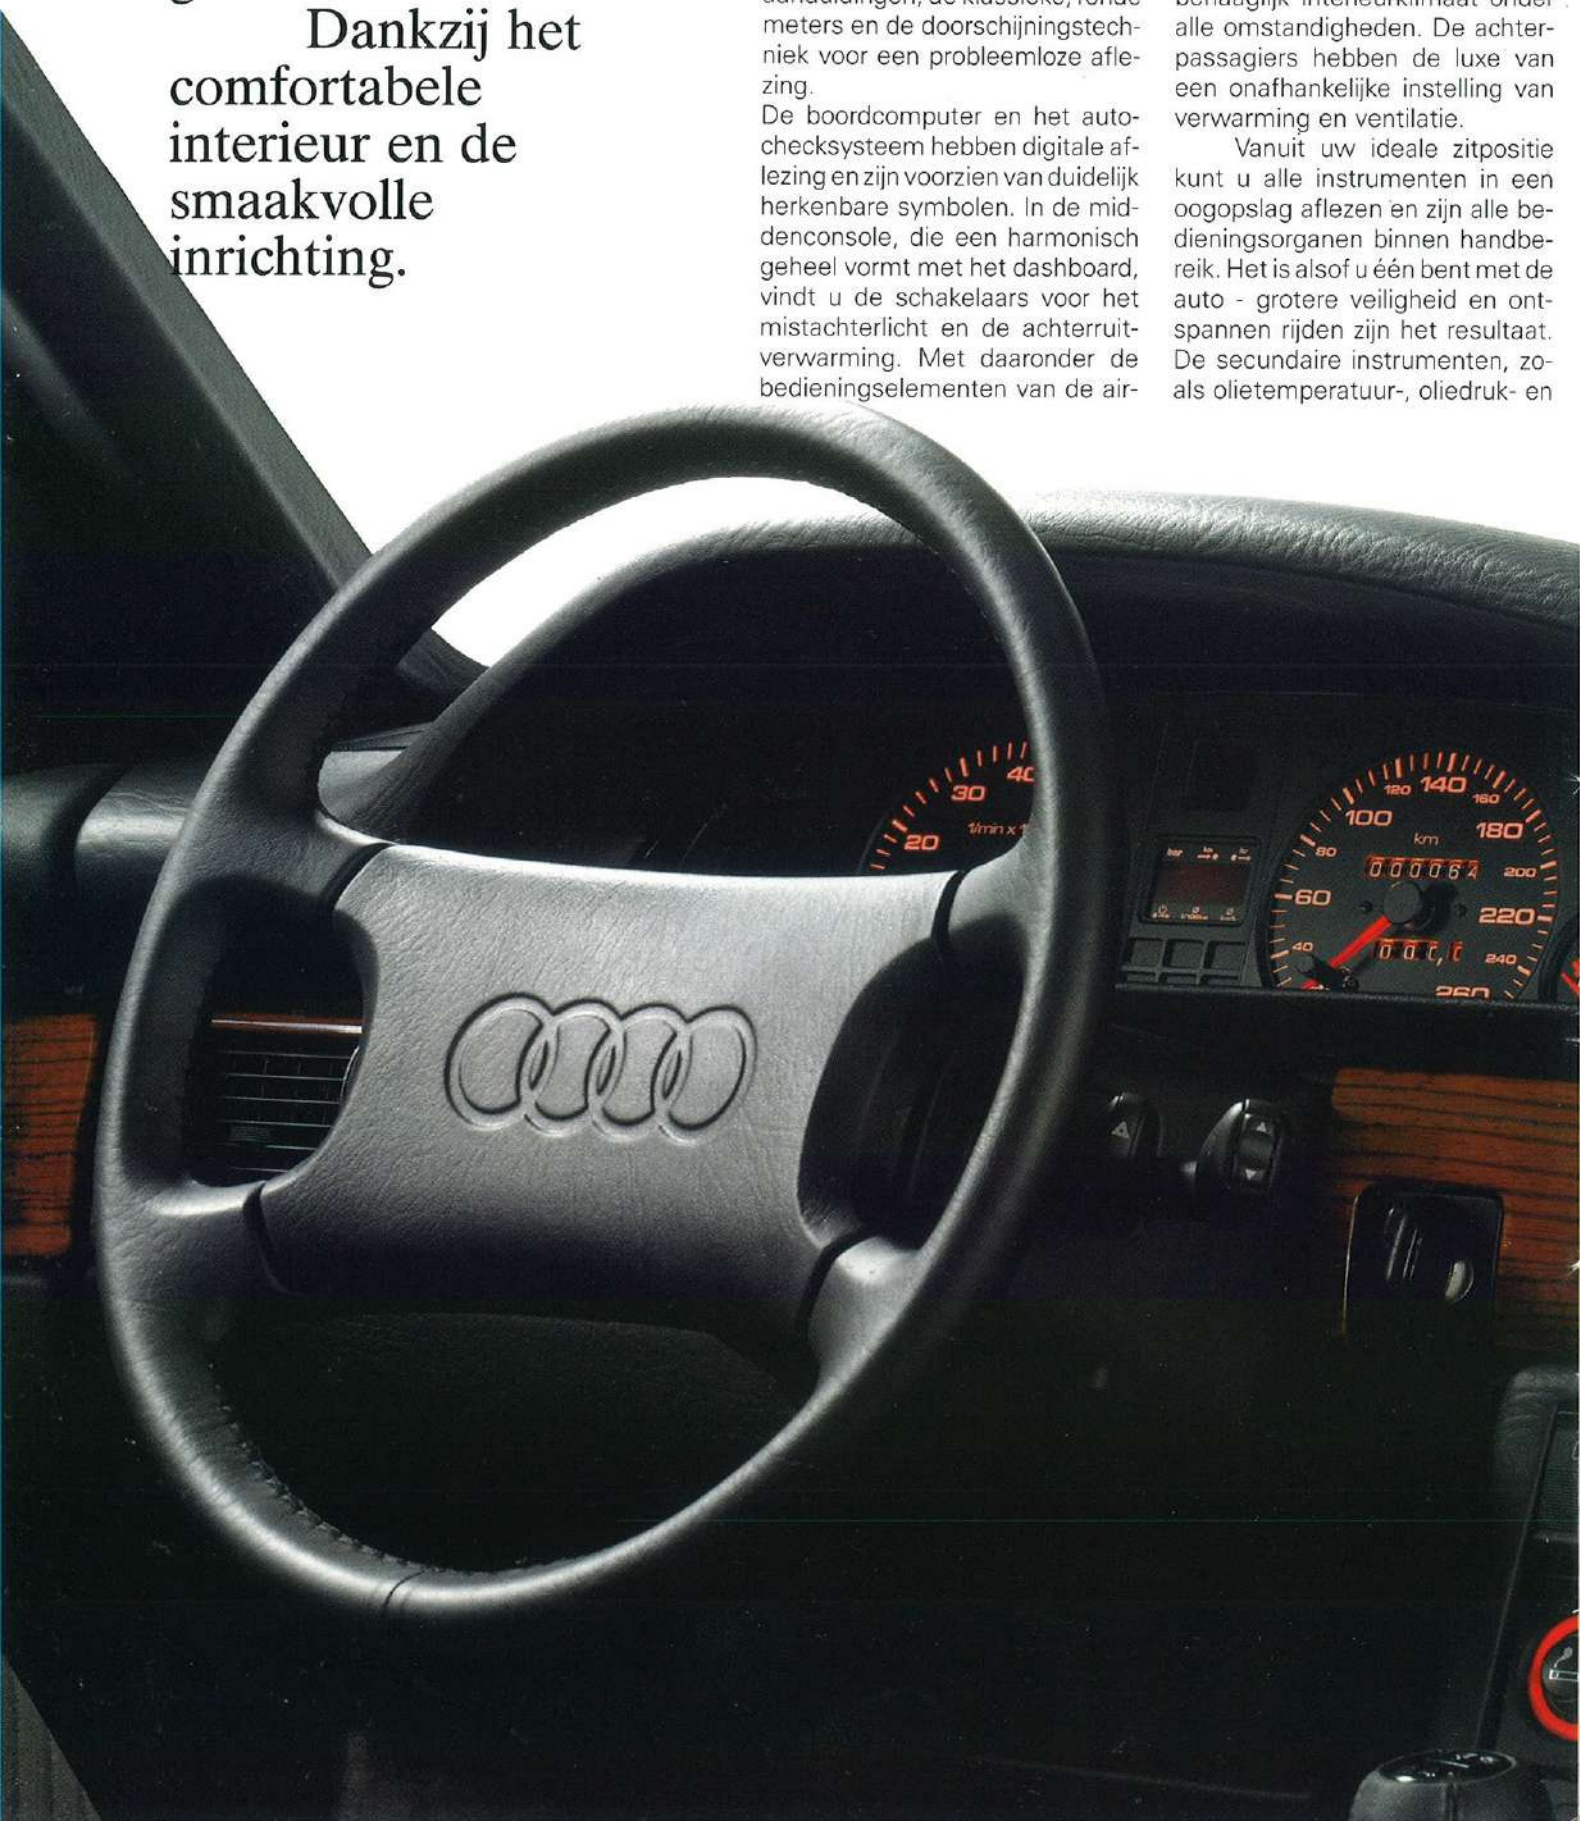 Dankzij het
comfortabele
interieur en de
smaakvolle
inrichting.
meters en de doorschijningstech-
niek voor een probleemloze afle-
zing.
De boordcomputer en het auto-
checksysteem hebben digitale af-
lezing en zijn voorzien van duidelijk
herkenbare symbolen. In de mid-
denconsole, die een harmonisch
geheel vormt met het dashboard,
vindt u de schakelaars voor het
mistachterlicht en de achterruit-
verwarming. Met daaronder de
bedieningselementen van de air-
alle omstandigheden. De achter-
passagiers hebben de luxe van
een onafhankelijke instelling van
verwarming en ventilatie.
Vanuit uw ideale zitpositie
kunt u alle instrumenten in een
oogopslag aflezen en zijn alle be-
dieningsorganen binnen handbe-
reik. Het is alsof u één bent met de
auto - grotere veiligheid en ont-
spannen rijden zijn het resultaat.
De secundaire instrumenten, zo-
als olietemperatuur-, oliedruk- en
20
30
40
1/min x
bar
40
60
80
100
120
140
160
180
200
220
240
260
km
000064